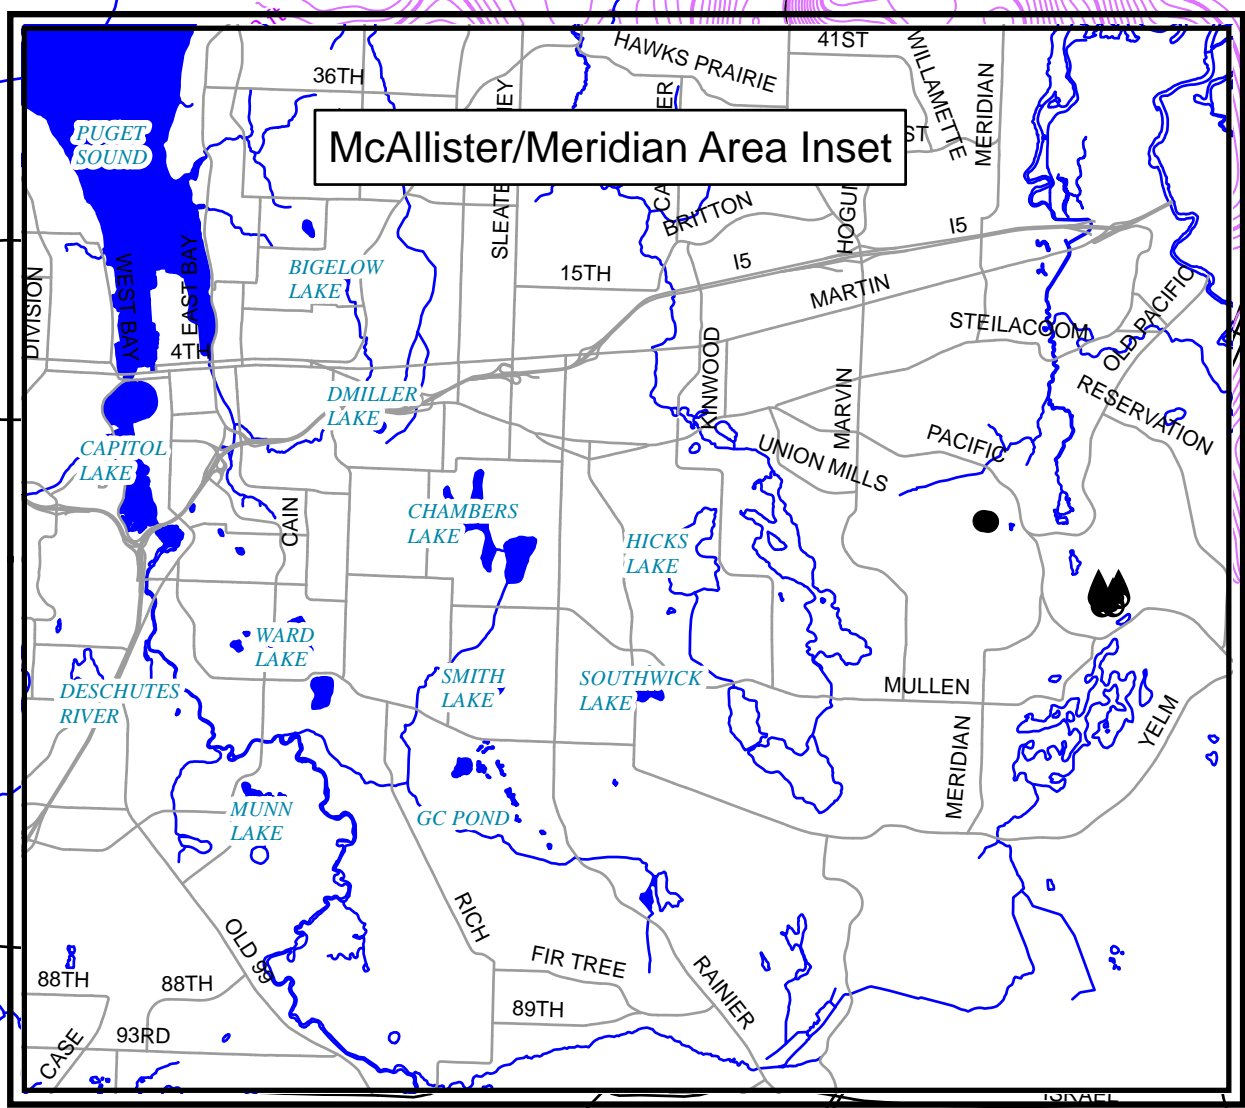 41ST
HAWKS PRAIRIE
WILLAMETTE
36TH
MERIDIAN
McAllister/Meridian Area Inset
PUGET
SOUND
ST
BRITTON
I5
I5
BIGELOW
LAKE
15TH
MARTIN
DIVISION
WEST BAY
EAST BAY
4TH
STEILACOOM
OLD PACIFIC
DMILLER
LAKE
KINWOOD
MARVIN
RESERVATION
CAPITOL
LAKE
UNION MILLS
PACIFIC
CAIN
CHAMBERS
LAKE
HICKS
LAKE
WARD
LAKE
DESCHUTES
RIVER
SMITH
LAKE
SOUTHWICK
LAKE
MULLEN
MERIDIAN
YELM
MUNN
LAKE
GC POND
RICH
OLD 99
FIR TREE
RAINIER
88TH
88TH
89TH
93RD
CASE
ISRAEL